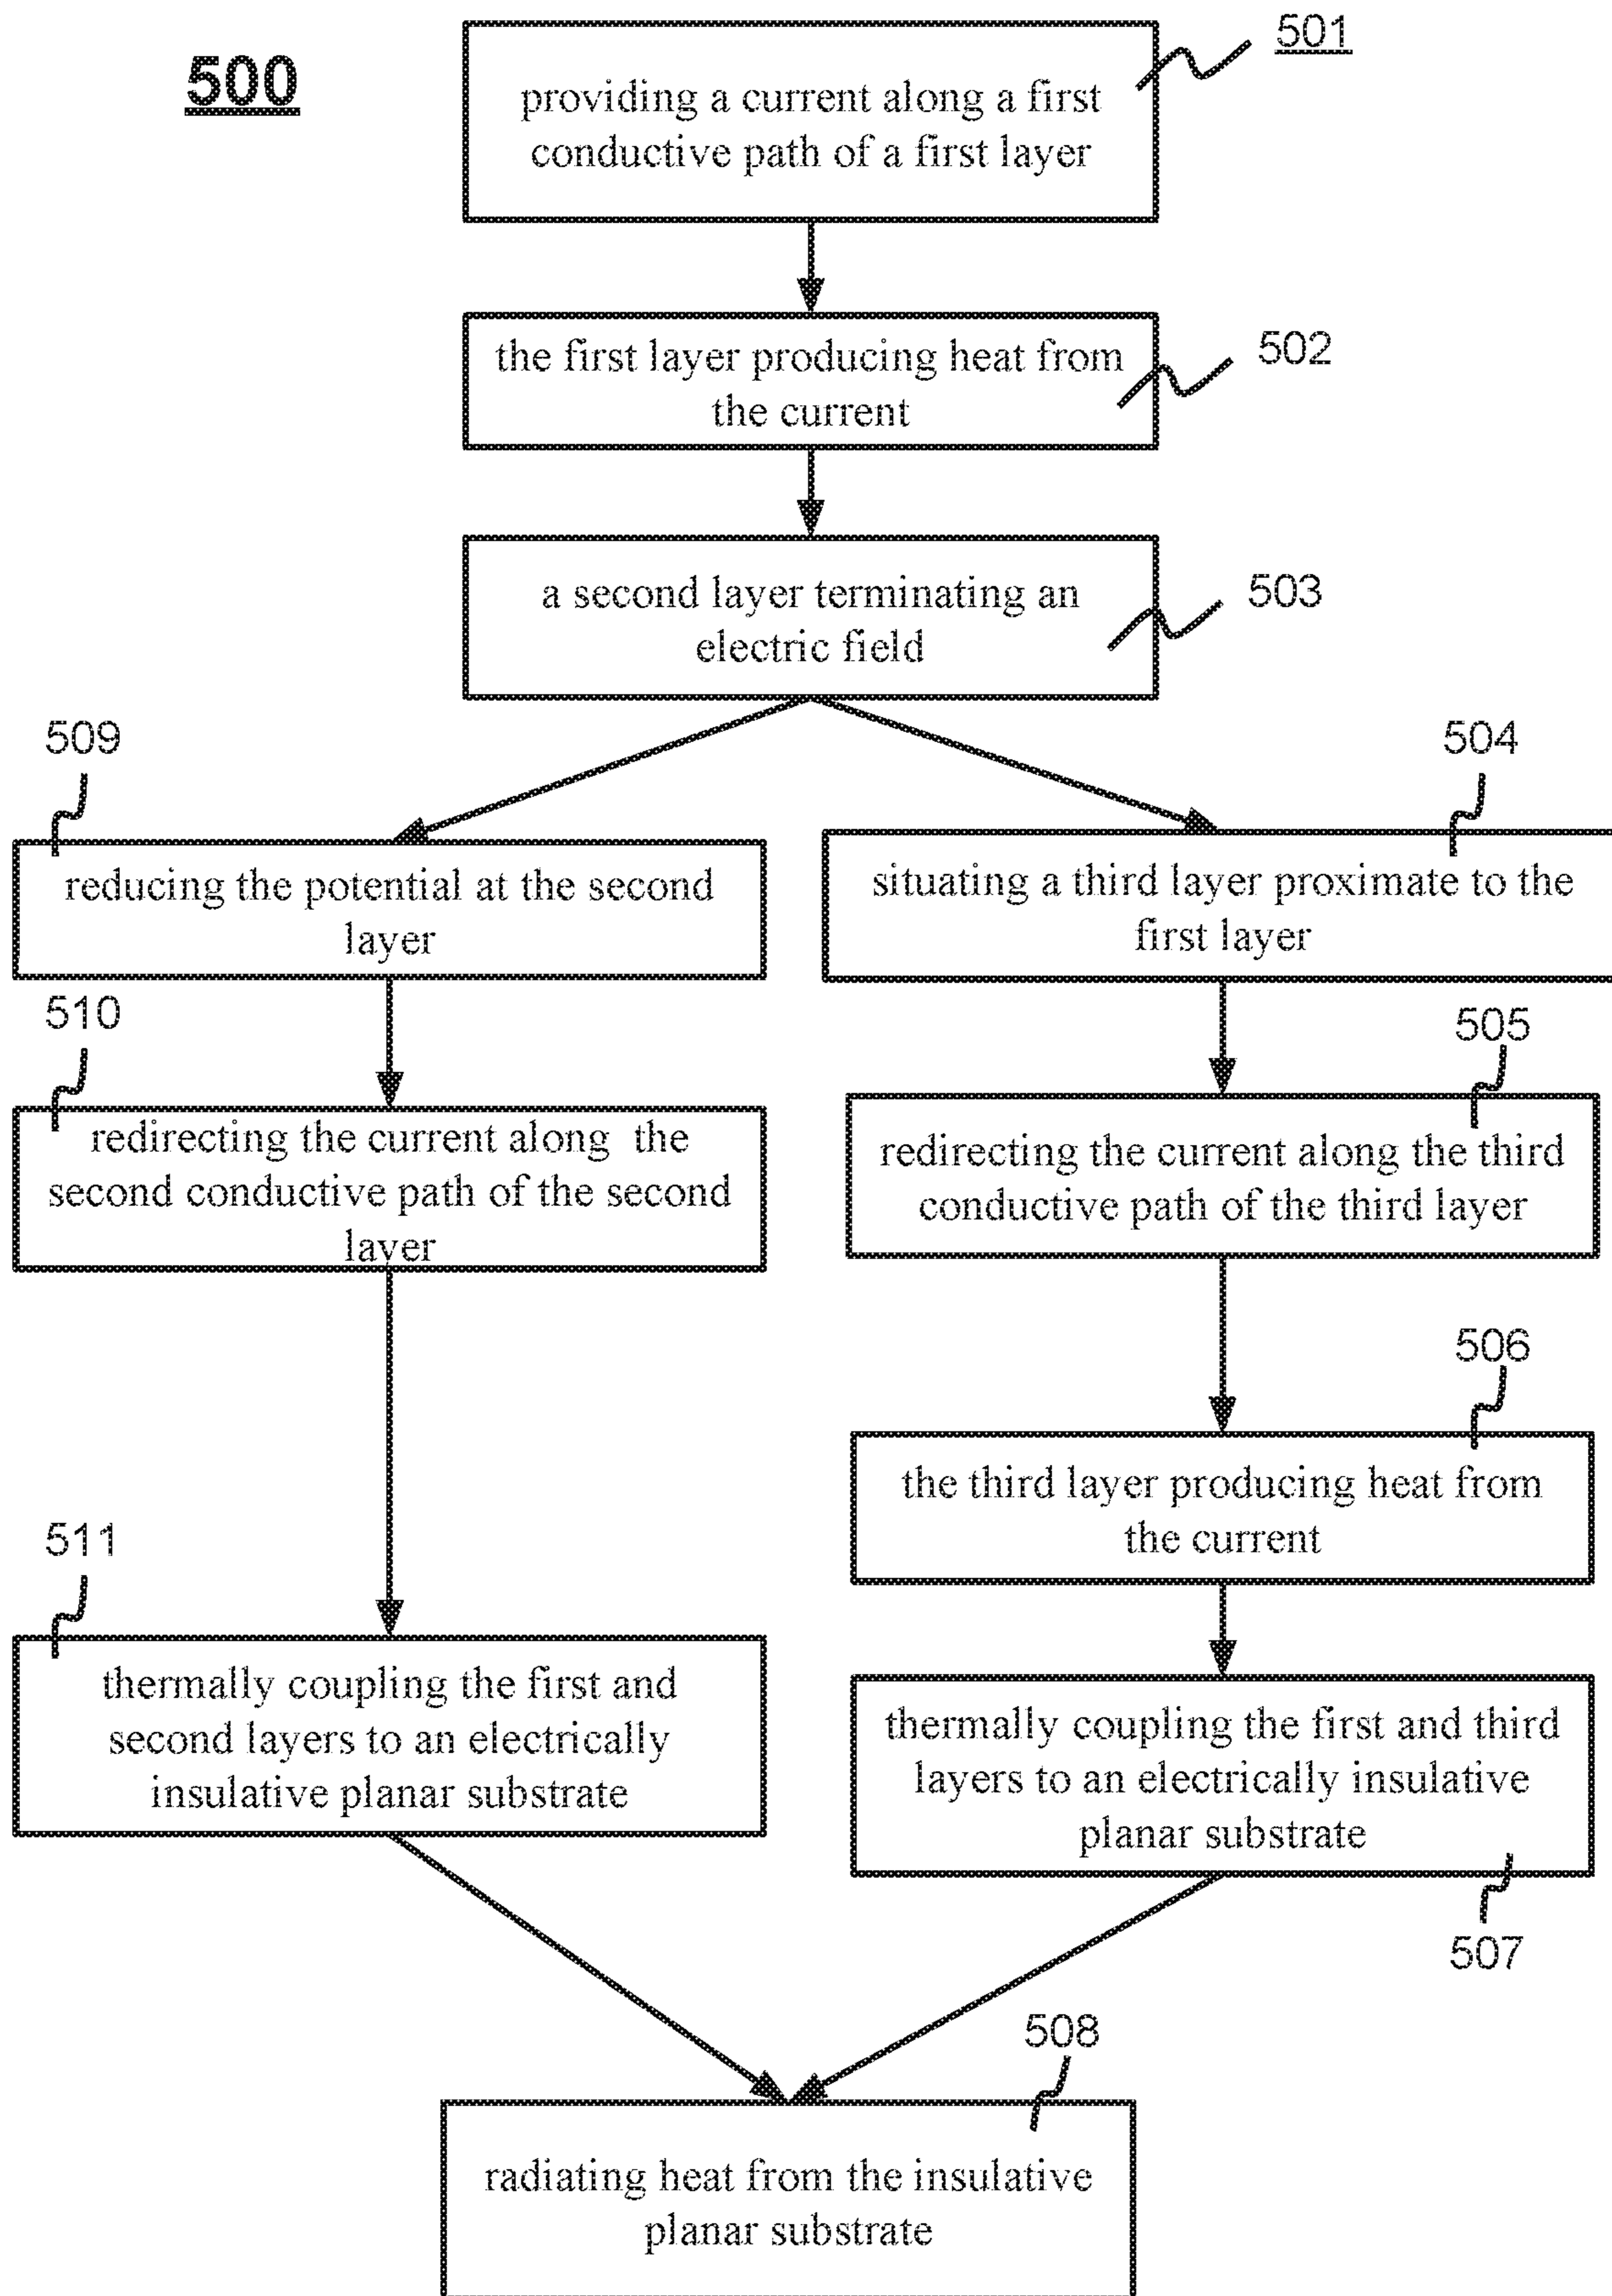 500
501
providing a current along a first
conductive path of a first layer
502
the first layer producing heat from
the current
503
a second layer terminating an
electric field
509
reducing the potential at the second
layer
510
redirecting the current along the
second conductive path of the second
layer
511
thermally coupling the first and
second layers to an electrically
insulative planar substrate
504
situating a third layer proximate to the
first layer
505
redirecting the current along the third
conductive path of the third layer
506
the third layer producing heat from
the current
thermally coupling the first and third
layers to an electrically insulative
planar substrate
507
508
radiating heat from the insulative
planar substrate